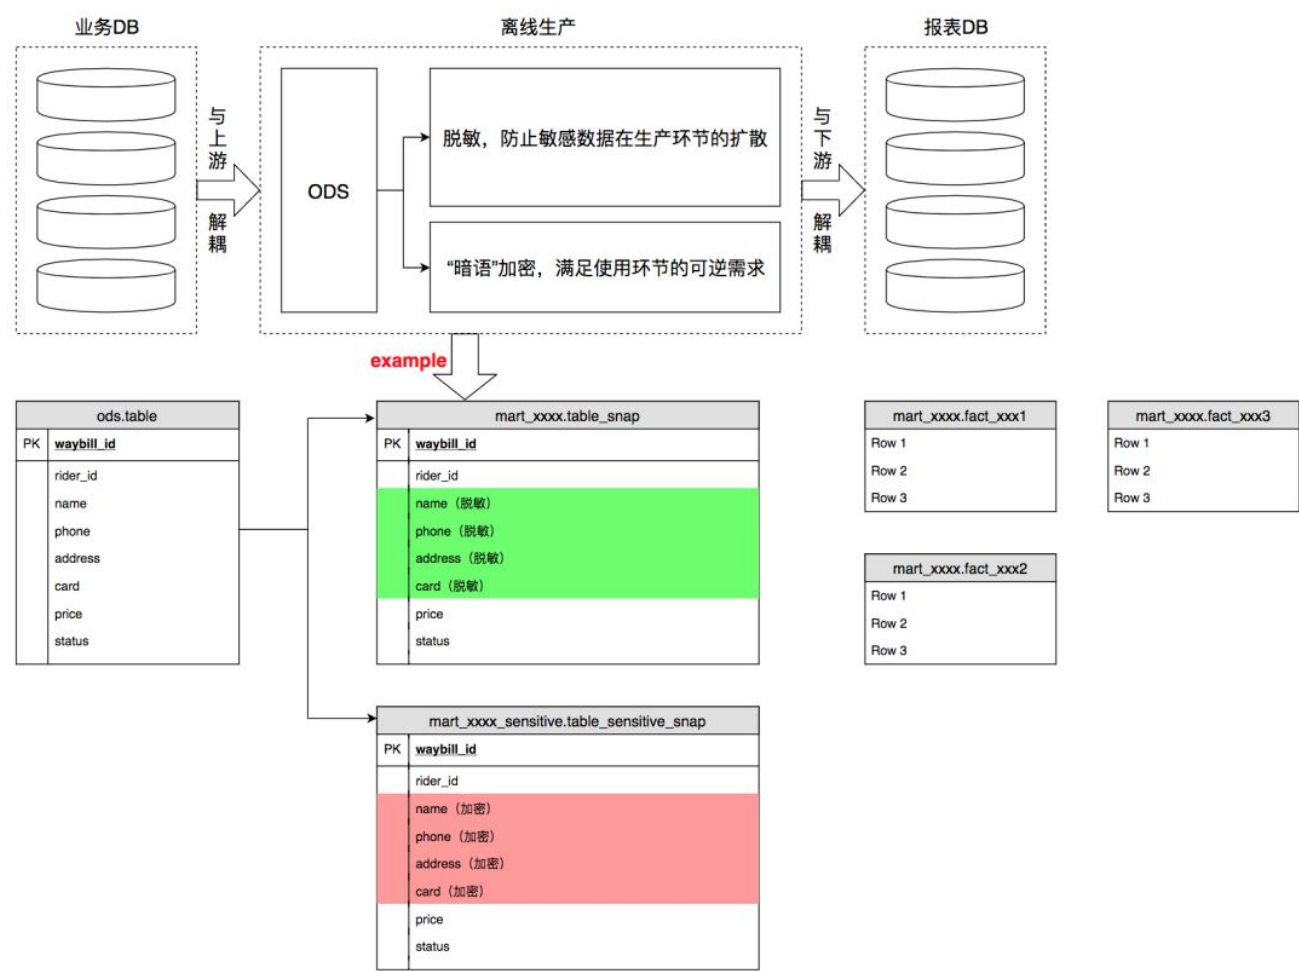 业务DB
离线生产
报表DB
与上游
解耦
ODS
脱敏，防止敏感数据在生产环节的扩散
“暗语”加密，满足使用环节的可逆需求
与下游
解耦
example
ods.table
PK waybill_id
rider_id
name
phone
address
card
price
status
mart_xxxx.table_snap
PK waybill_id
rider_id
name（脱敏）
phone（脱敏）
address（脱敏）
card（脱敏）
price
status
mart_xxxx.fact_xxx1
Row 1
Row 2
Row 3
mart_xxxx.fact_xxx3
Row 1
Row 2
Row 3
mart_xxxx.fact_xxx2
Row 1
Row 2
Row 3
mart_xxxx_sensitive.table_sensitive_snap
PK waybill_id
rider_id
name（加密）
phone（加密）
address（加密）
card（加密）
price
status